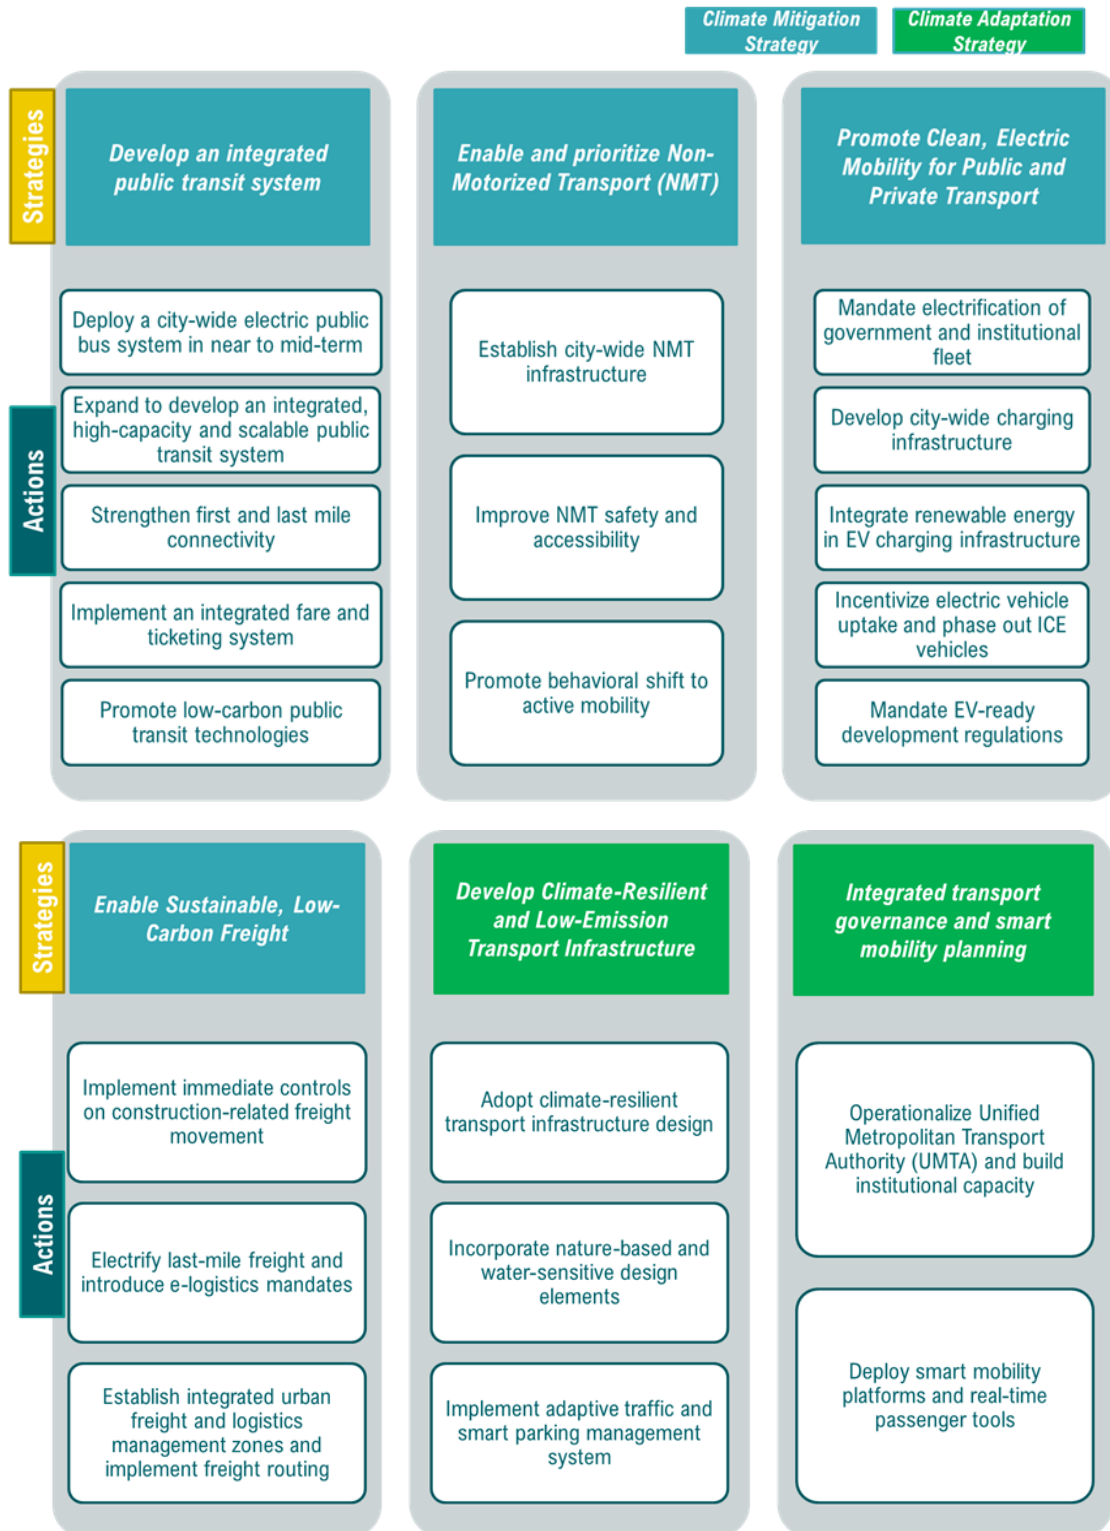 Climate Mitigation
Strategy
Climate Adaptation
Strategy
Strategies
Develop an integrated
public transit system
Enable and prioritize Non-
Motorized Transport (NMT)
Promote Clean, Electric
Mobility for Public and
Private Transport
Actions
Deploy a city-wide electric public
bus system in near to mid-term
Expand to develop an integrated,
high-capacity and scalable public
transit system
Strengthen first and last mile
connectivity
Implement an integrated fare and
ticketing system
Promote low-carbon public
transit technologies
Establish city-wide NMT
infrastructure
Improve NMT safety and
accessibility
Promote behavioral shift to
active mobility
Mandate electrification of
government and institutional
fleet
Develop city-wide charging
infrastructure
Integrate renewable energy
in EV charging infrastructure
Incentivize electric vehicle
uptake and phase out ICE
vehicles
Mandate EV-ready
development regulations
Strategies
Enable Sustainable, Low-
Carbon Freight
Develop Climate-Resilient
and Low-Emission
Transport Infrastructure
Integrated transport
governance and smart
mobility planning
Actions
Implement immediate controls
on construction-related freight
movement
Electrify last-mile freight and
introduce e-logistics mandates
Establish integrated urban
freight and logistics
management zones and
implement freight routing
Adopt climate-resilient
transport infrastructure design
Incorporate nature-based and
water-sensitive design
elements
Implement adaptive traffic and
smart parking management
system
Operationalize Unified
Metropolitan Transport
Authority (UMTA) and build
institutional capacity
Deploy smart mobility
platforms and real-time
passenger tools